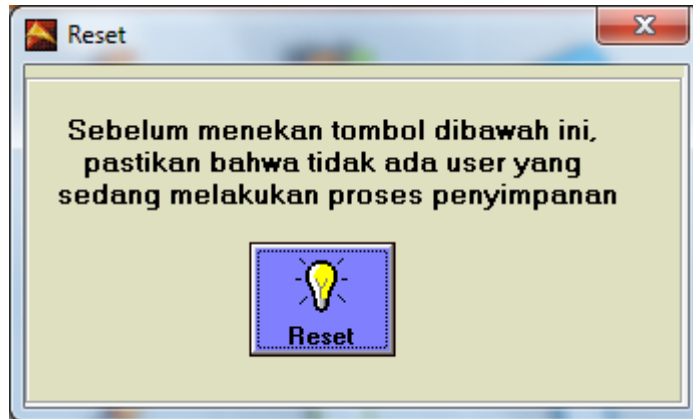 Reset
Sebelum menekan tombol dibawah ini,
pastikan bahwa tidak ada user yang
sedang melakukan proses penyimpanan
Reset